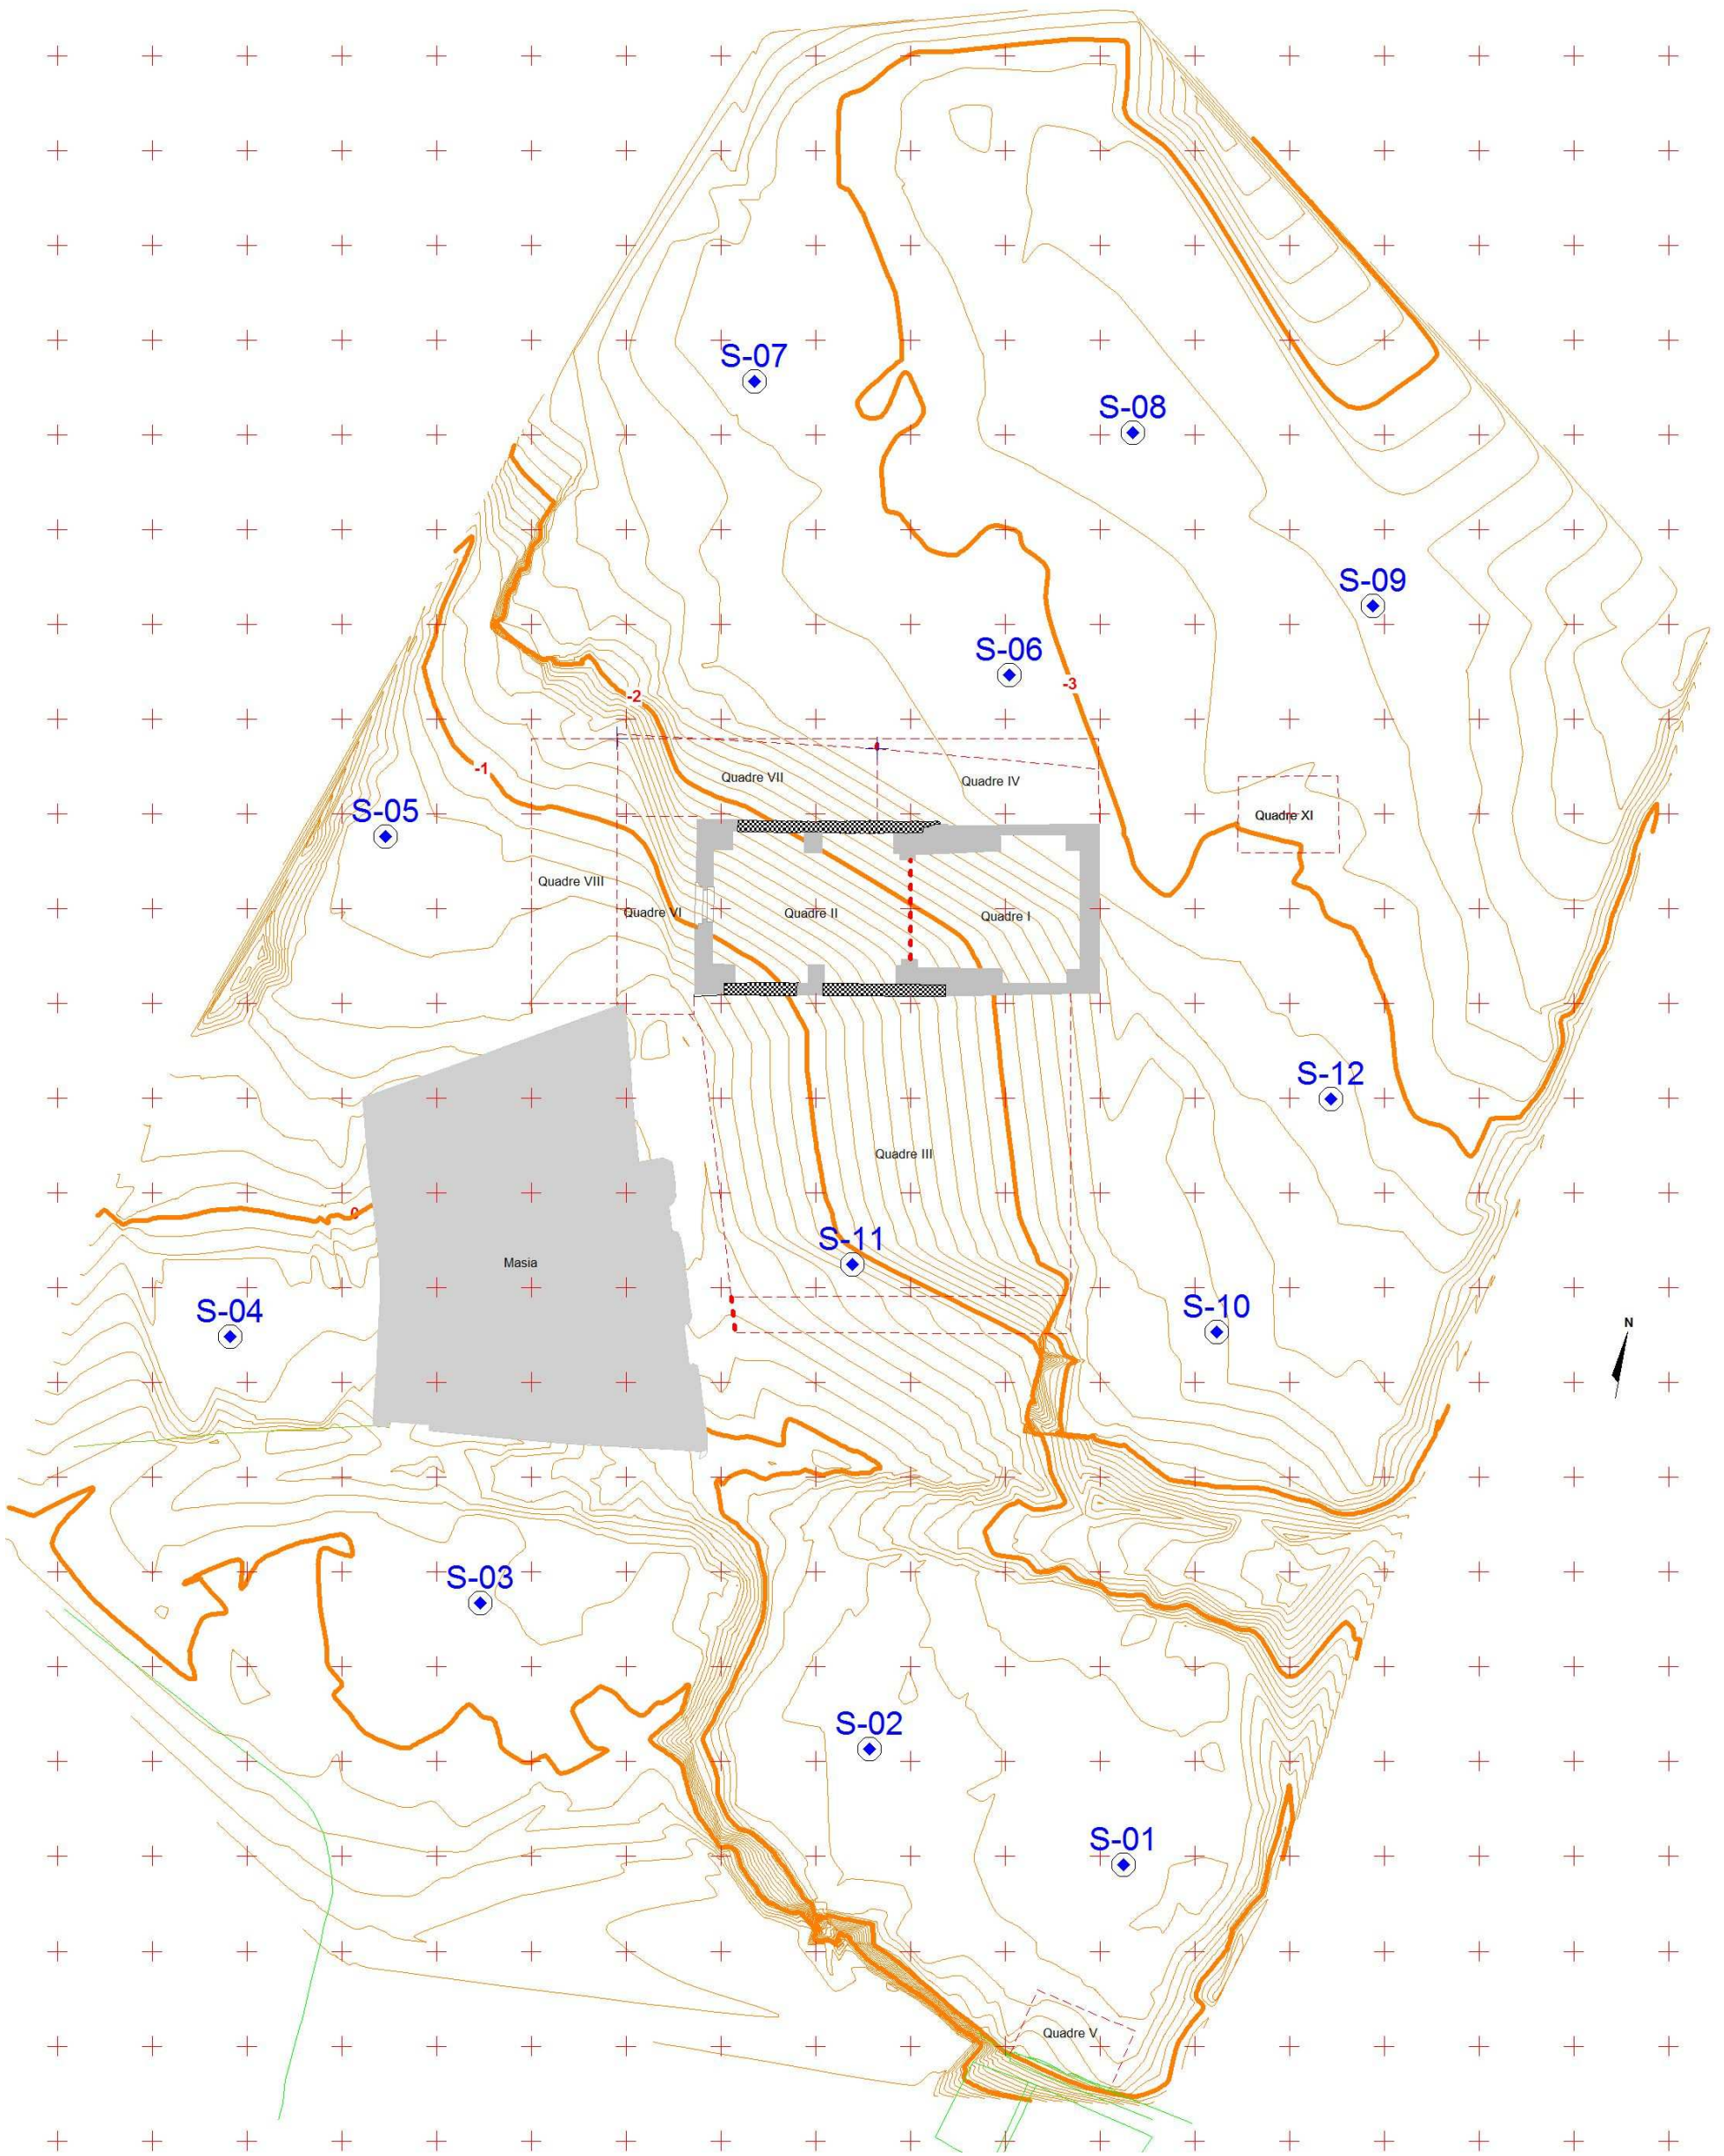 S-07
S-08
S-09
S-06
-3
-2
-1
Quadre VII
Quadre IV
S-05
Quadre XI
Quadre VIII
Quadre VI
Quadre II
Quadre I
S-12
Quadre III
0
S-11
Masia
S-04
S-10
N
S-03
S-02
S-01
Quadre V